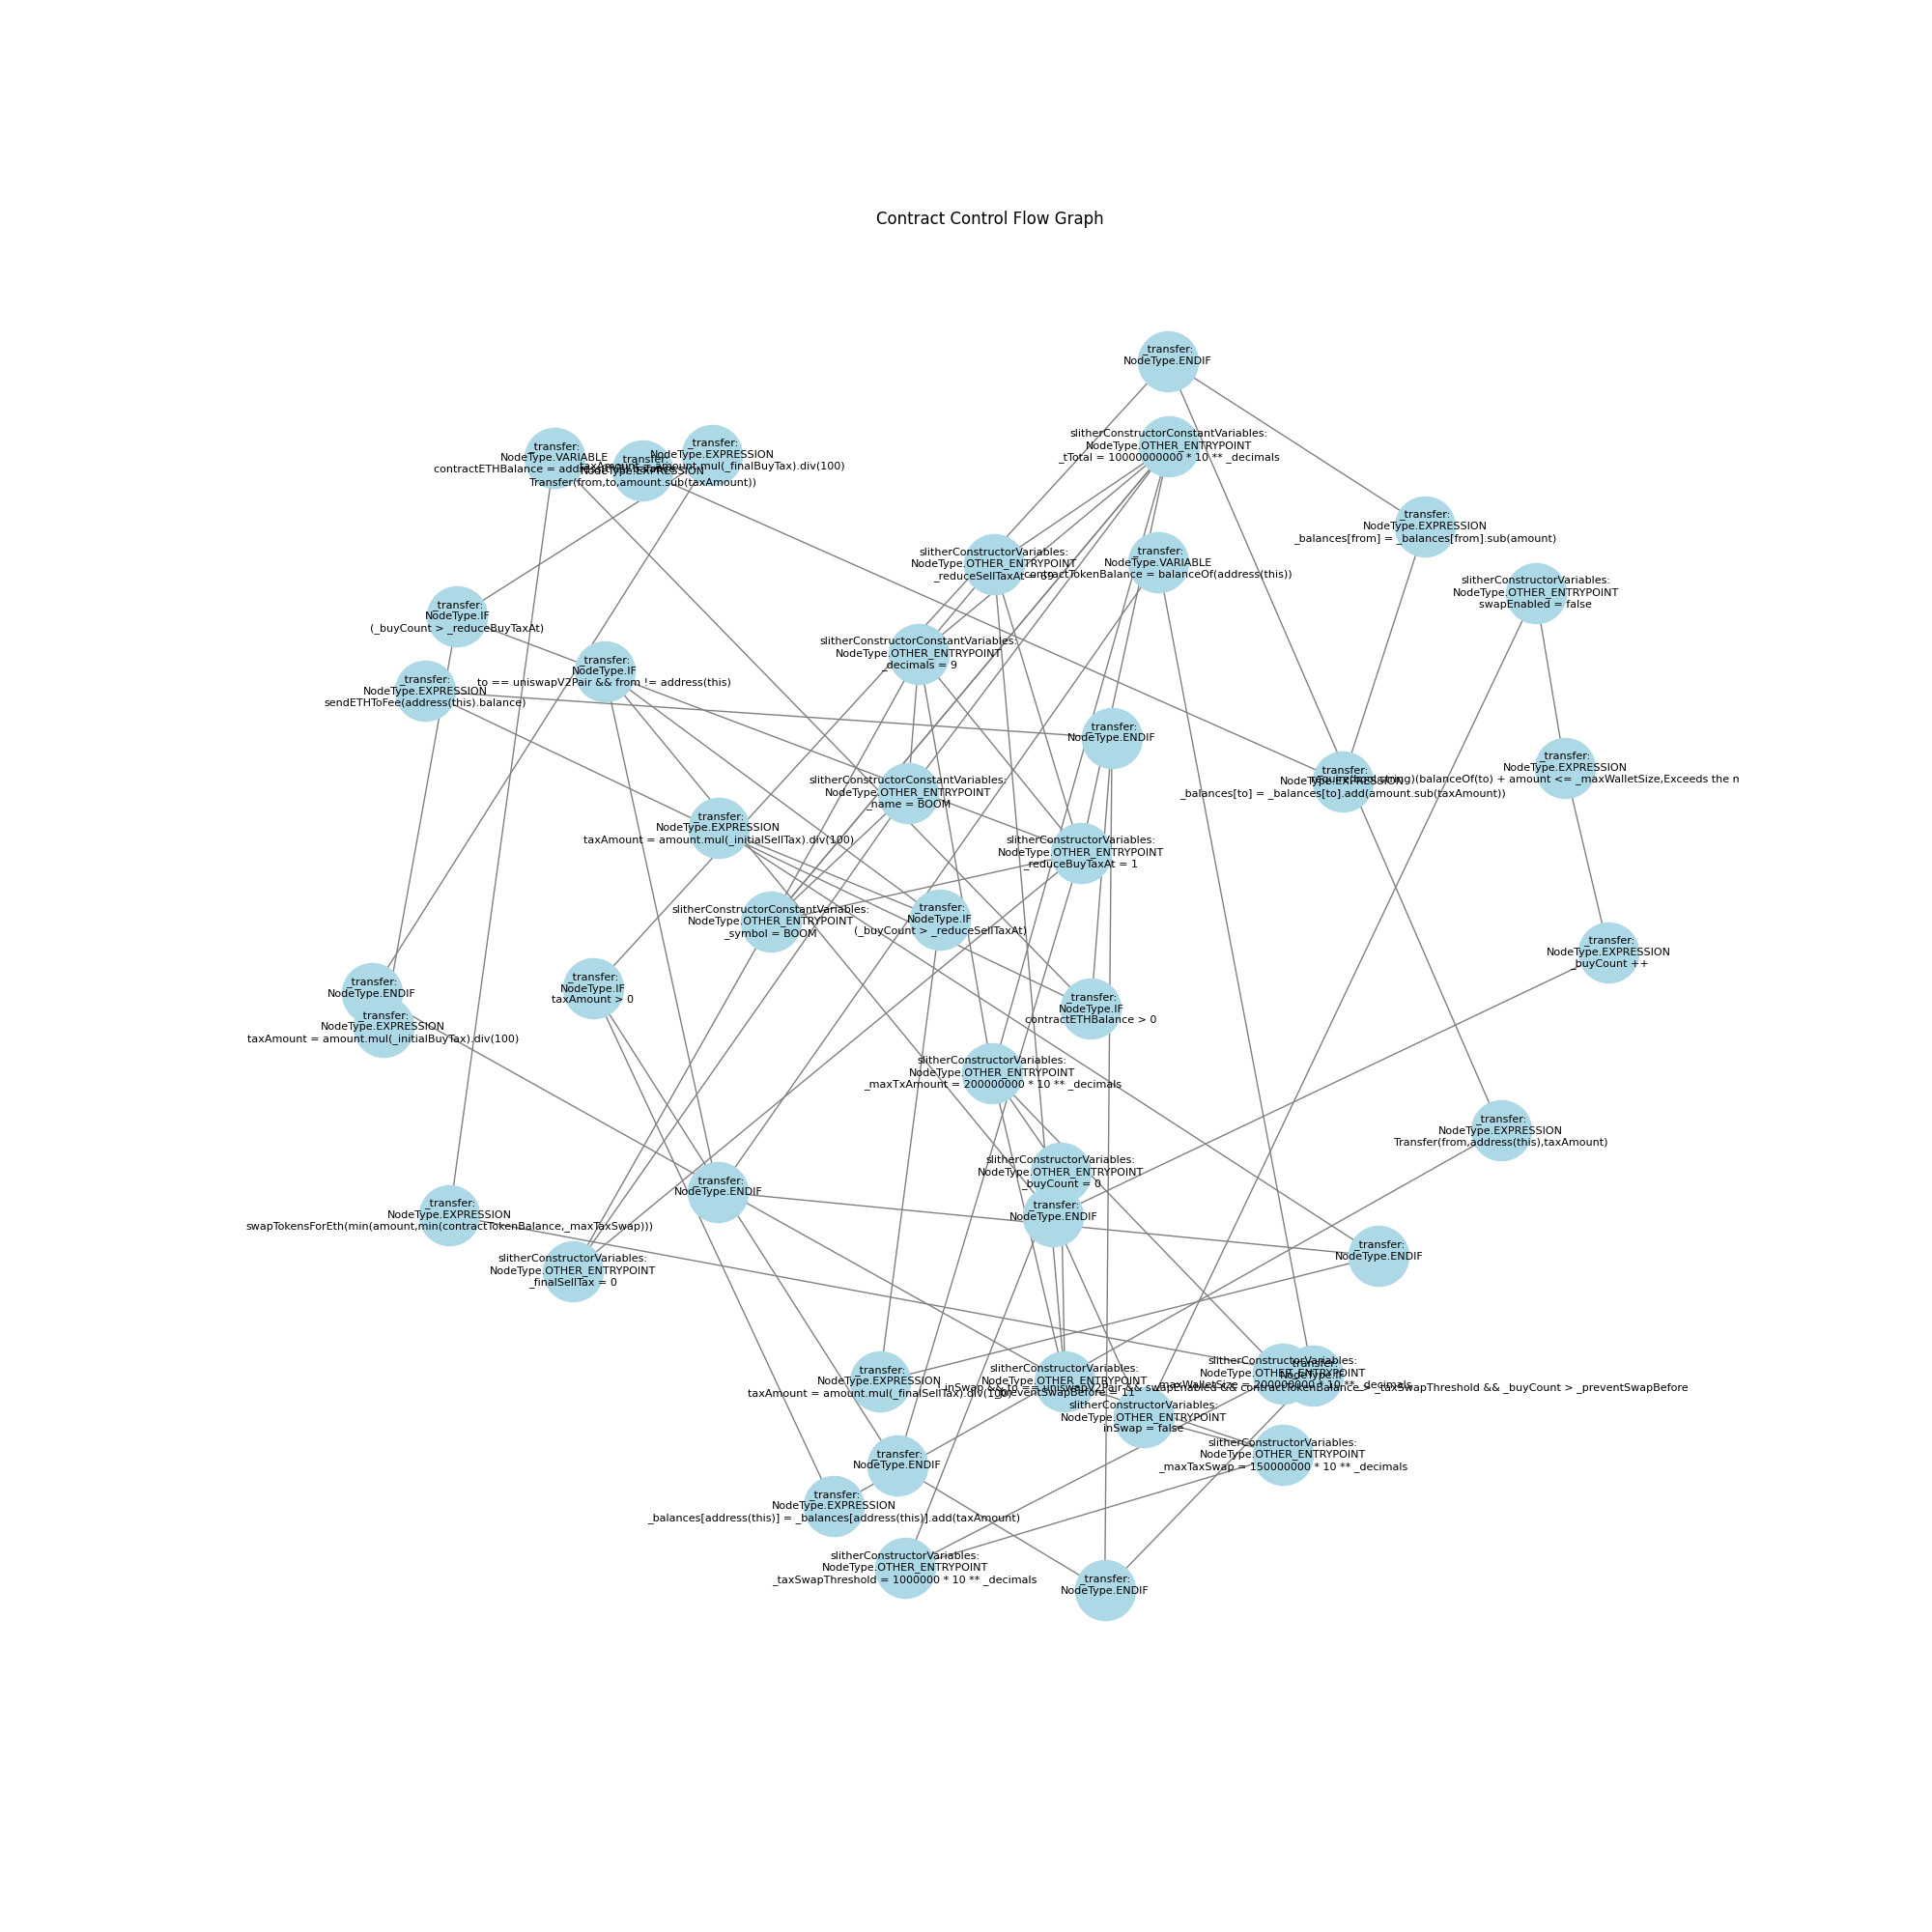 Contract Control Flow Graph
_transfer:
NodeType.ENDIF
slitherConstructorConstantVariables:
NodeType.OTHER_ENTRYPOINT
_tTotal = 10000000000 * 10 ** _decimals
_transfer:
NodeType.VARIABLE
contractETHBalance = address
_transfer:
NodeType.EXPRESSION
Transfer(from,to,amount.sub(taxAmount))
_transfer:
NodeType.EXPRESSION
taxAmount = amount.mul(_finalBuyTax).div(100)
_transfer:
NodeType.EXPRESSION
_balances[from] = _balances[from].sub(amount)
slitherConstructorVariables:
NodeType.OTHER_ENTRYPOINT
_reduceSellTaxAt = 69
_transfer:
NodeType.VARIABLE
contractTokenBalance = balanceOf(address(this))
slitherConstructorVariables:
NodeType.OTHER_ENTRYPOINT
swapEnabled = false
_transfer:
NodeType.IF
(_buyCount > _reduceBuyTaxAt)
slitherConstructorConstantVariables:
NodeType.OTHER_ENTRYPOINT
_decimals = 9
_transfer:
NodeType.IF
to == uniswapV2Pair && from != address(this)
_transfer:
NodeType.EXPRESSION
sendETHToFee(address(this).balance)
_transfer:
NodeType.ENDIF
_transfer:
NodeType.EXPRESSION
(balanceOf(to) + amount <= _maxWalletSize,Exceeds the n
NodeType.EXPRESSION
_balances[to] = _balances[to].add(amount.sub(taxAmount))
slitherConstructorConstantVariables:
NodeType.OTHER_ENTRYPOINT
_name = BOOM
_transfer:
NodeType.EXPRESSION
taxAmount = amount.mul(_initialSellTax).div(100)
slitherConstructorVariables:
NodeType.OTHER_ENTRYPOINT
_reduceBuyTaxAt = 1
slitherConstructorConstantVariables:
NodeType.OTHER_ENTRYPOINT
_symbol = BOOM
_transfer:
NodeType.IF
(_buyCount > _reduceSellTaxAt)
_transfer:
NodeType.EXPRESSION
_buyCount ++
_transfer:
NodeType.IF
taxAmount > 0
_transfer:
NodeType.ENDIF
_transfer:
NodeType.IF
contractETHBalance > 0
_transfer:
NodeType.EXPRESSION
taxAmount = amount.mul(_initialBuyTax).div(100)
slitherConstructorVariables:
NodeType.OTHER_ENTRYPOINT
_maxTxAmount = 200000000 * 10 ** _decimals
_transfer:
NodeType.EXPRESSION
Transfer(from,address(this),taxAmount)
slitherConstructorVariables:
NodeType.OTHER_ENTRYPOINT
_buyCount = 0
_transfer:
NodeType.ENDIF
_transfer:
NodeType.ENDIF
_transfer:
NodeType.EXPRESSION
swapTokensForEth(min(amount,min(contractTokenBalance,_maxTaxSwap)))
_transfer:
NodeType.ENDIF
slitherConstructorVariables:
NodeType.OTHER_ENTRYPOINT
_finalSellTax = 0
_transfer:
NodeType.EXPRESSION
taxAmount = amount.mul(_finalSellTax).div(100)
slitherConstructorVariables:
NodeType.OTHER_ENTRYPOINT
_preventSwapBefore = 11
slitherConstructorVariables:
NodeType.OTHER_ENTRYPOINT
_maxWalletSize = 200000000 * 10 ** _decimals
_transfer:
NodeType.IF
inSwap && to == uniswapV2Pair && swapEnabled && contractTokenBalance > _taxSwapThreshold && _buyCount > _preventSwapBefore
slitherConstructorVariables:
NodeType.OTHER_ENTRYPOINT
inSwap = false
slitherConstructorVariables:
NodeType.OTHER_ENTRYPOINT
_maxTaxSwap = 150000000 * 10 ** _decimals
_transfer:
NodeType.ENDIF
_transfer:
NodeType.EXPRESSION
_balances[address(this)] = _balances[address(this)].add(taxAmount)
slitherConstructorVariables:
NodeType.OTHER_ENTRYPOINT
_taxSwapThreshold = 1000000 * 10 ** _decimals
_transfer:
NodeType.ENDIF